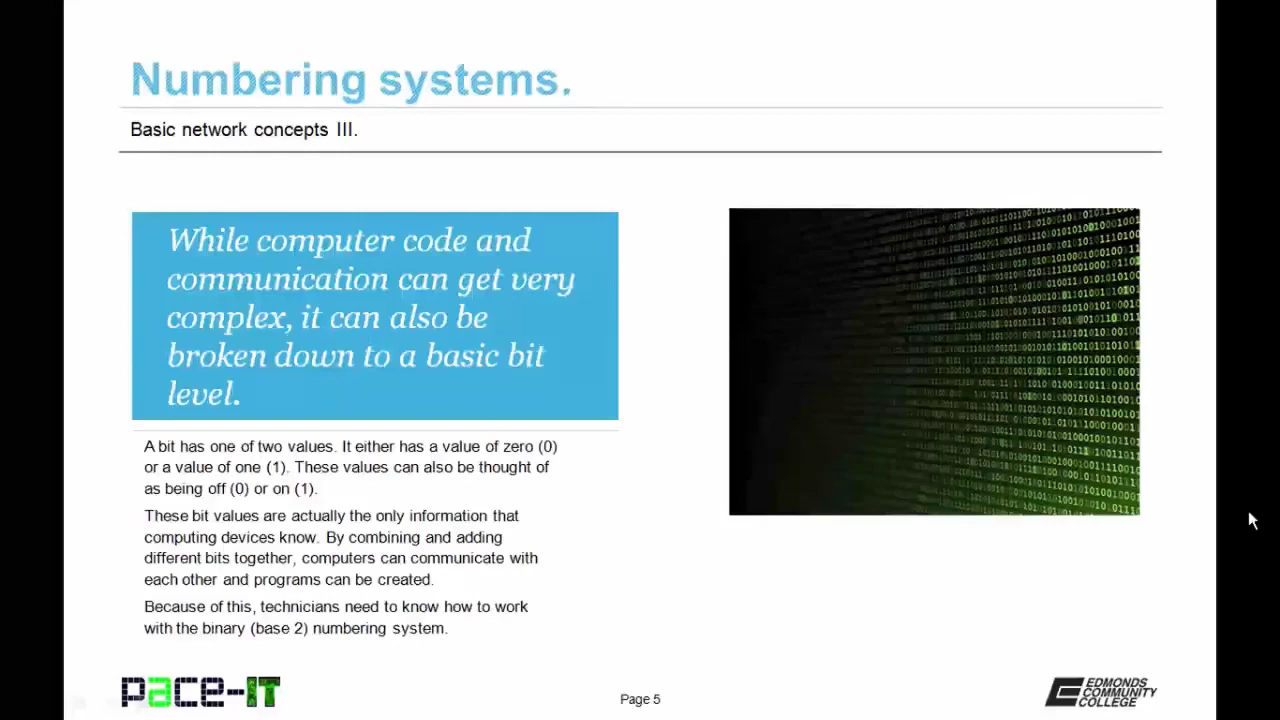 Numbering systems.
Basic network concepts III.
While computer code and
communication can get very
complex, it can also be
broken down to a basic bit
level.
A bit has one of two values. It either has a value of zero (0)
or a value of one (1). These values can also be thought of
as being off (0) or on (1).
These bit values are actually the only information that
computing devices know. By combining and adding
different bits together, computers can communicate with
each other and programs can be created.
Because of this, technicians need to know how to work
with the binary (base 2) numbering system.
pace-IT
Page 5
EDMONDS
COMMUNITY
COLLEGE